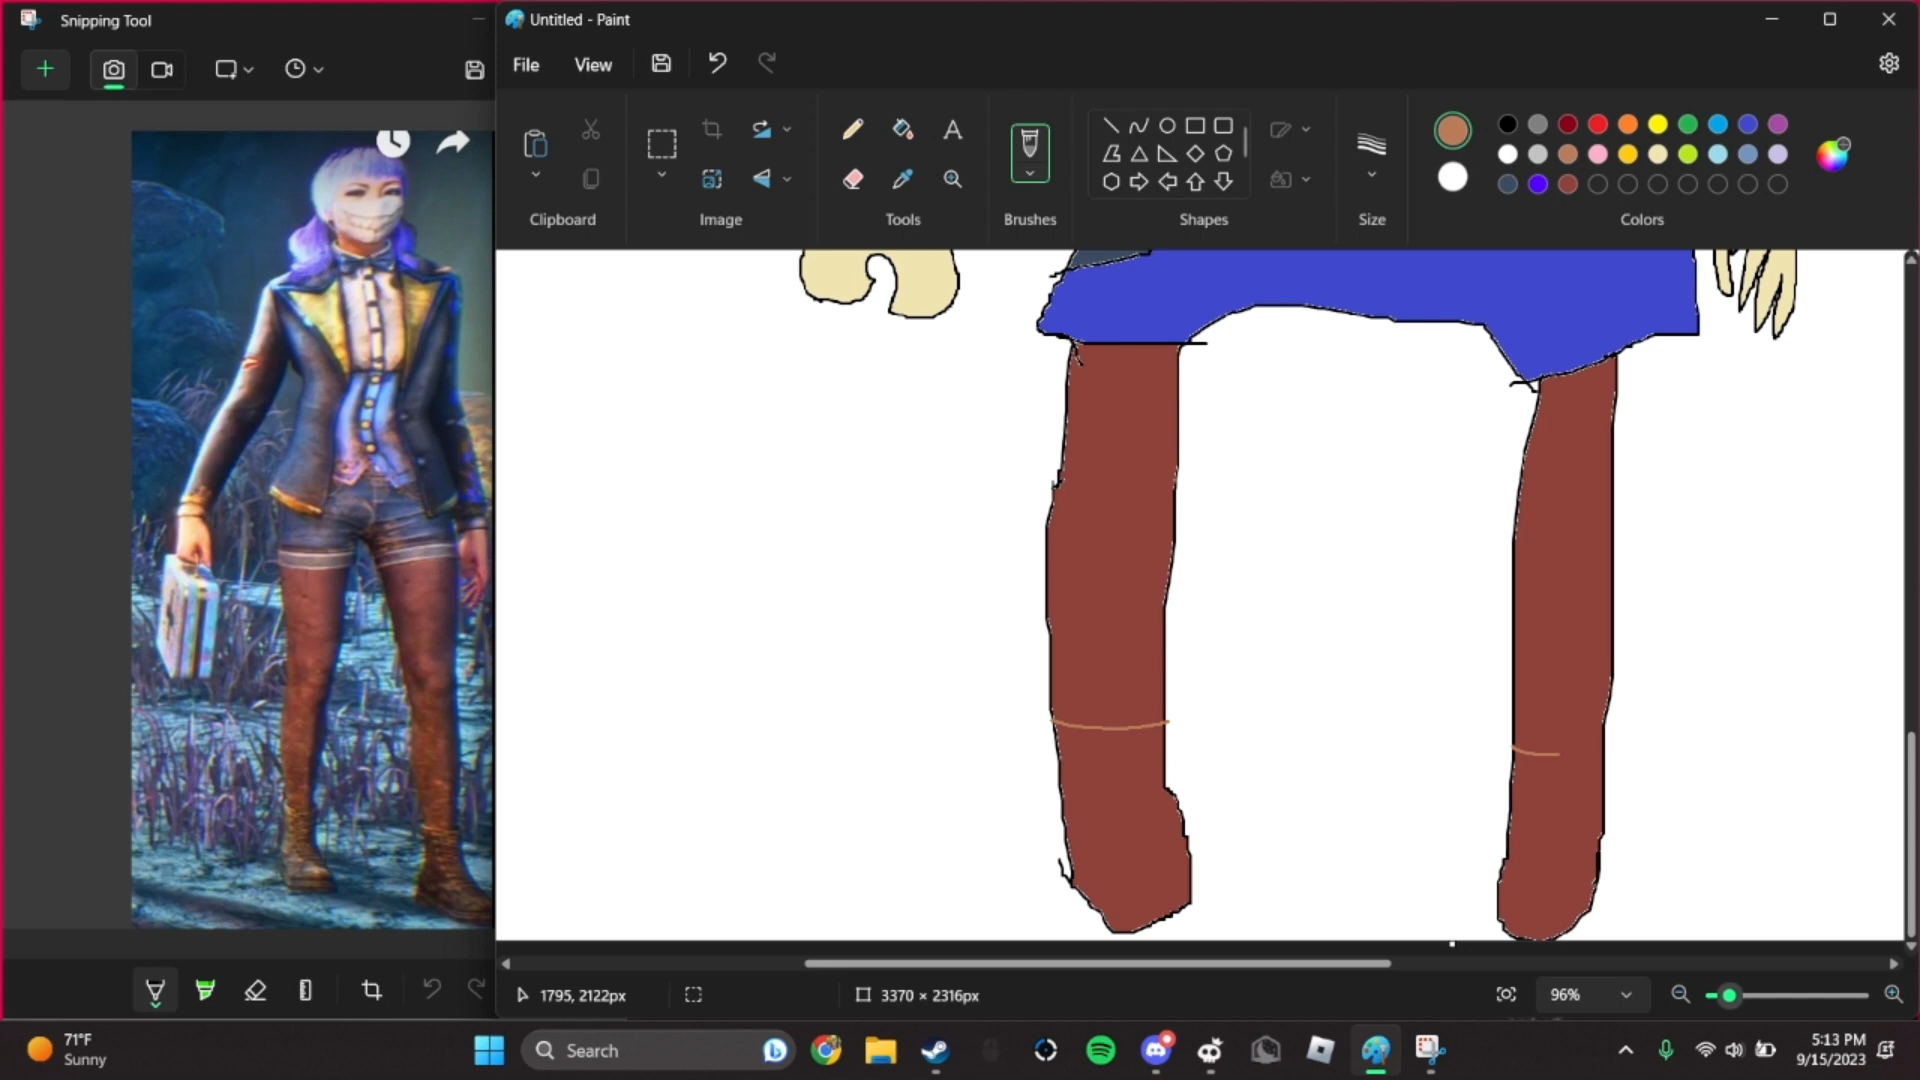 Snipping Tool
Untitled - Paint
File View
A
Clipboard Image Tools Brushes Shapes Size Colors
1795, 2122px
3370 × 2316px
96%
71°F
Sunny
Search
5:13 PM
9/15/2023